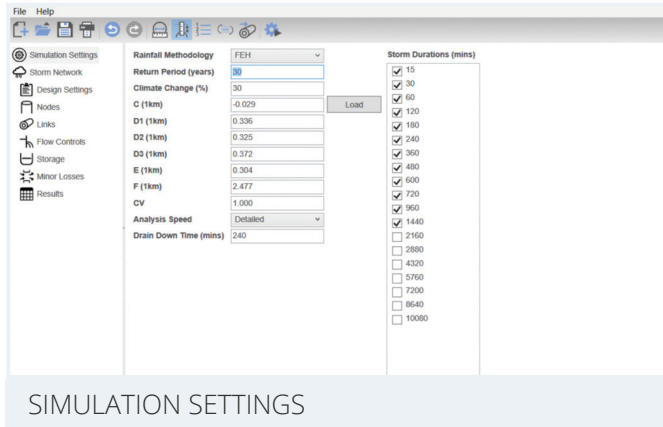 File Help
Simulation Settings
Storm Network
Design Settings
Nodes
Links
Flow Controls
Storage
Minor Losses
Results
Rainfall Methodology FEH
Return Period (years) 30
Climate Change (%) 30
C (1km) -0.029 Load
D1 (1km) 0.336
D2 (1km) 0.325
D3 (1km) 0.372
E (1km) 0.304
F (1km) 2.477
CV 1.000
Analysis Speed Detailed
Drain Down Time (mins) 240
Storm Durations (mins)
15
30
60
120
180
240
360
480
600
720
960
1440
2160
2880
4320
5760
7200
8640
10080
SIMULATION SETTINGS